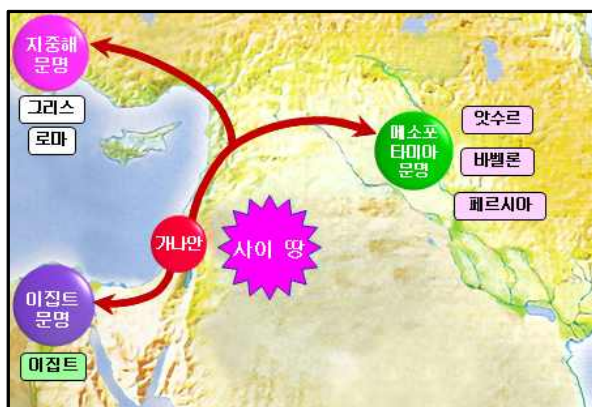 지중해
문명
그리스
로마
메소포
타미아
문명
앗수르
바벨론
페르시아
가나안
사이 땅
이집트
문명
이집트